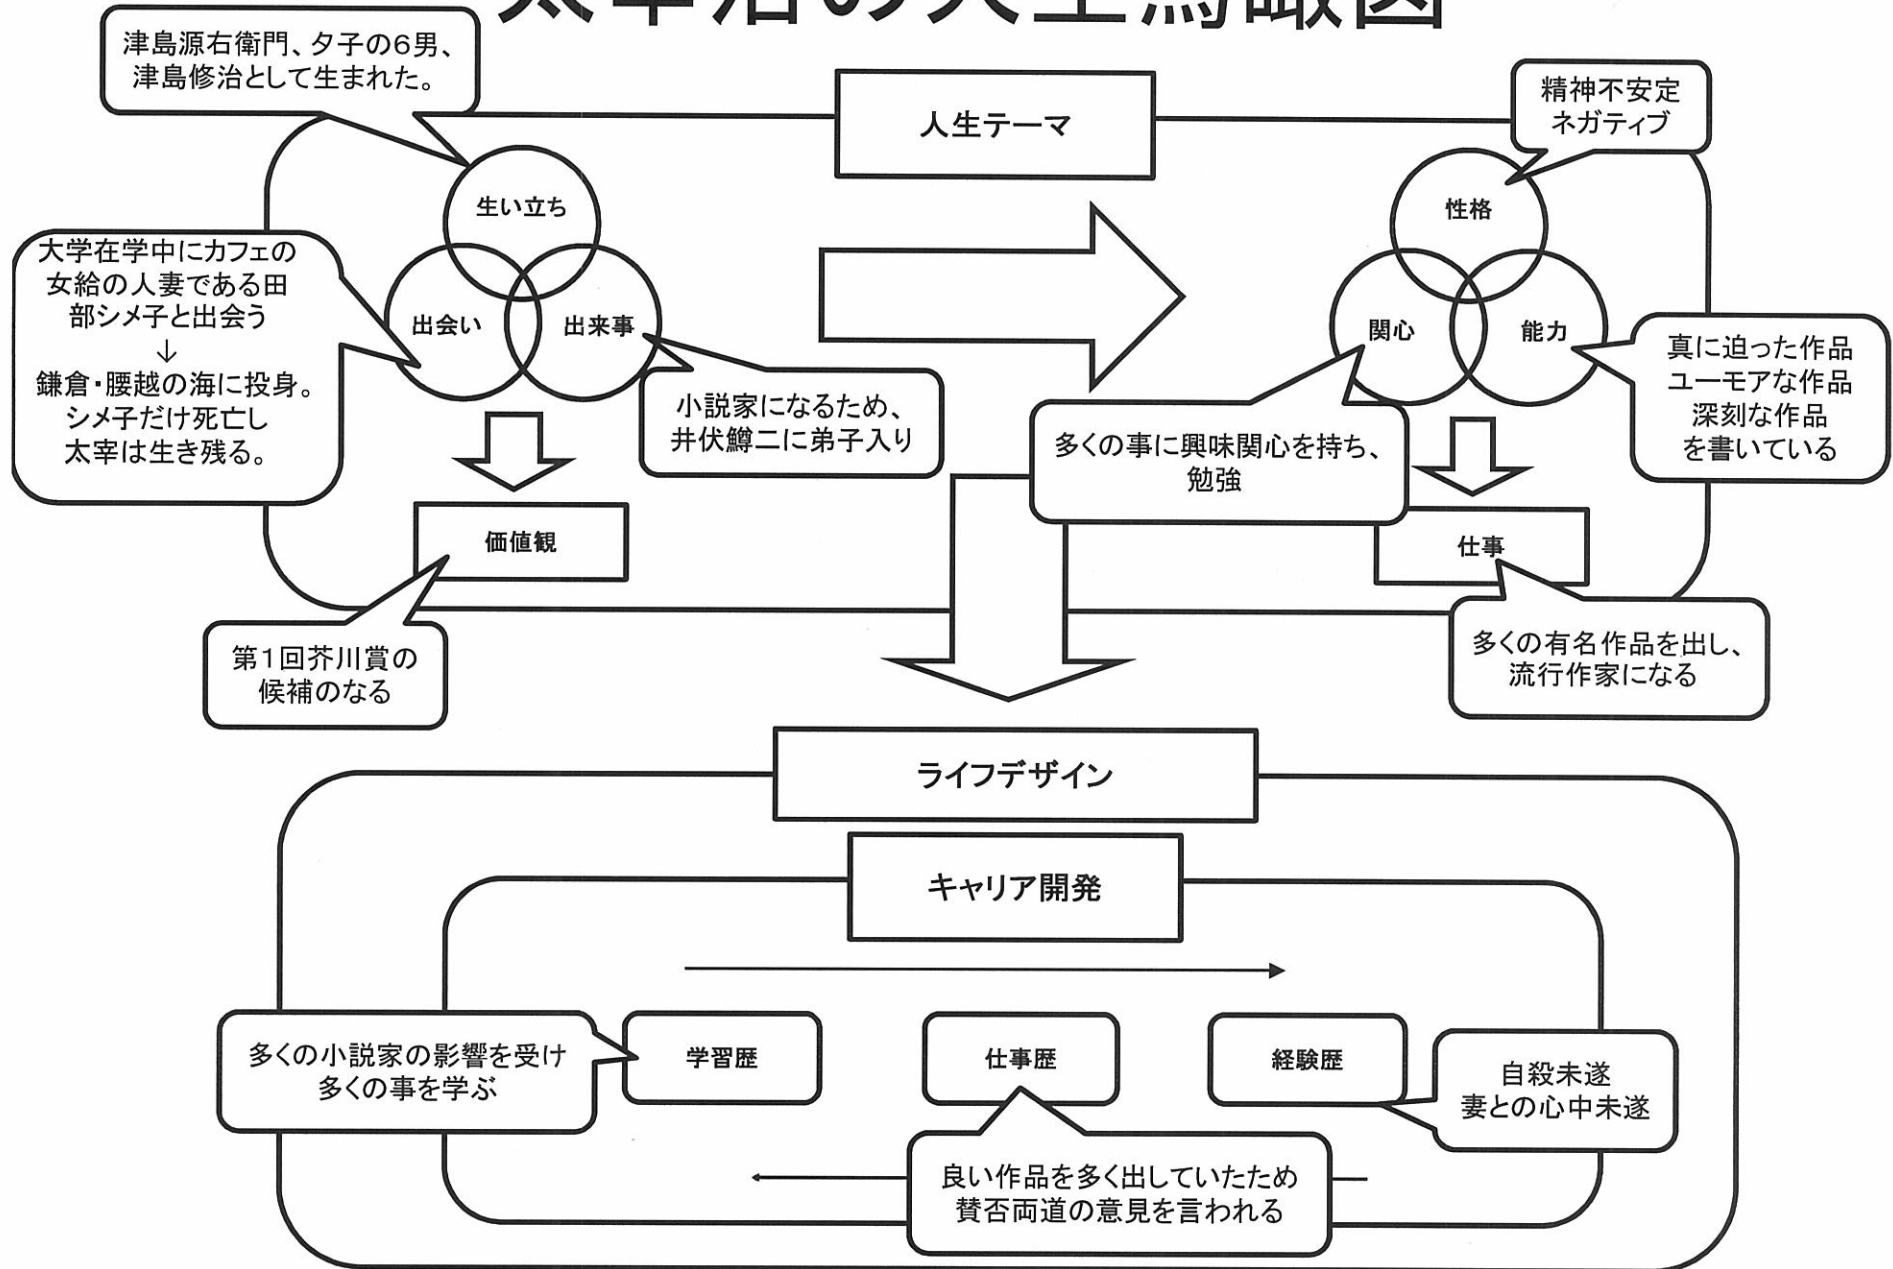 太宰治の人生鳥瞰図
津島源右衛門、夕子の6男、
津島修治として生まれた。
人生テーマ
精神不安定
ネガティブ
生い立ち
出会い
出来事
性格
関心
能力
大学在学中にカフェの
女給の人妻である田
部シメ子と出会う
↓
鎌倉・腰越の海に投身。
シメ子だけ死亡し
太宰は生き残る。
小説家になるため、
井伏鱒二に弟子入り
多くの事に興味関心を持ち、
勉強
真に迫った作品
ユーモアな作品
深刻な作品
を書いている
価値観
仕事
第1回芥川賞の
候補のなる
多くの有名作品を出し、
流行作家になる
ライフデザイン
キャリア開発
多くの小説家の影響を受け
多くの事を学ぶ
学習歴
仕事歴
経験歴
自殺未遂
妻との心中未遂
良い作品を多く出していたため
賛否両道の意見を言われる